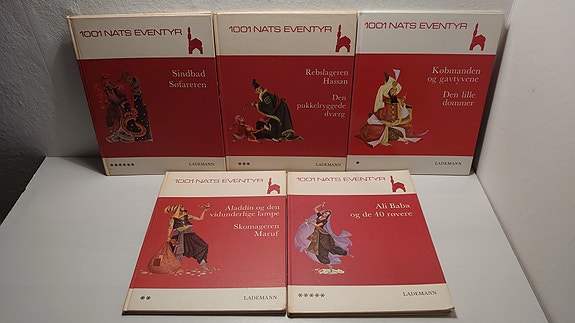 1001 NATS EVENTYR
Sindbad
Søfareren
******
LADEMANN
1001 NATS EVENTYR
Rebslageren
Hassan
Den
pukkelryggede
dværg
***
LADEMANN
1001 NATS EVENTYR
Købmanden
og gavtyvene
Den lille
dommer
*
LADEMANN
1001 NATS EVENTYR
Aladdin og den
vidunderlige lampe
Skomageren
Maruf
**
LADEMANN
1001 NATS EVENTYR
Ali Baba
og de 40 røvere
*****
LADEMANN